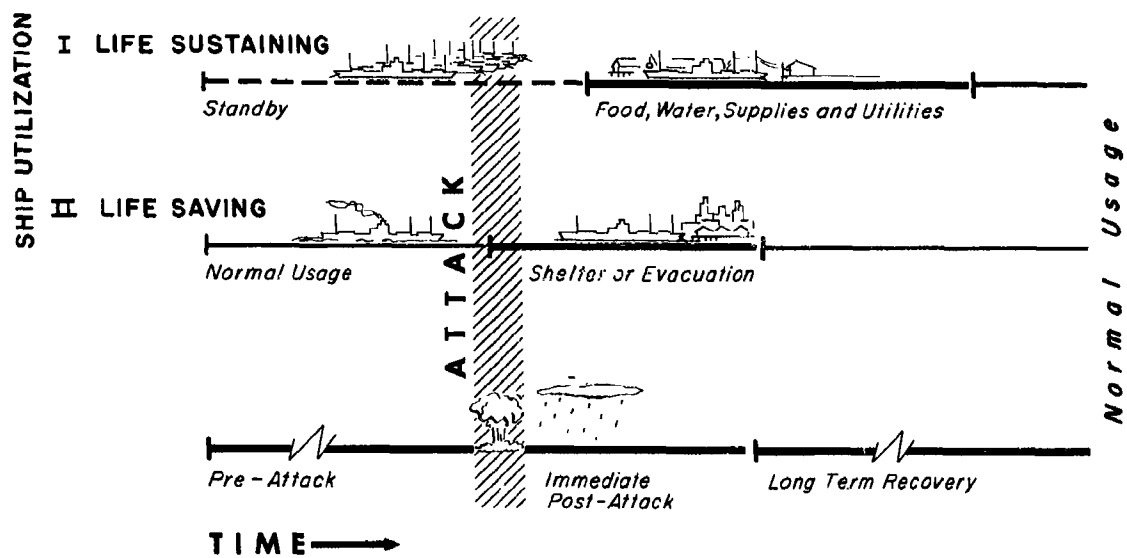 SHIP UTILIZATION
I LIFE SUSTAINING
Standby
Food, Water, Supplies and Utilities
II LIFE SAVING
Normal Usage
Shelter or Evacuation
ATTACK
Normal Usage
Pre-Attack
Immediate
Post-Attack
Long Term Recovery
TIME